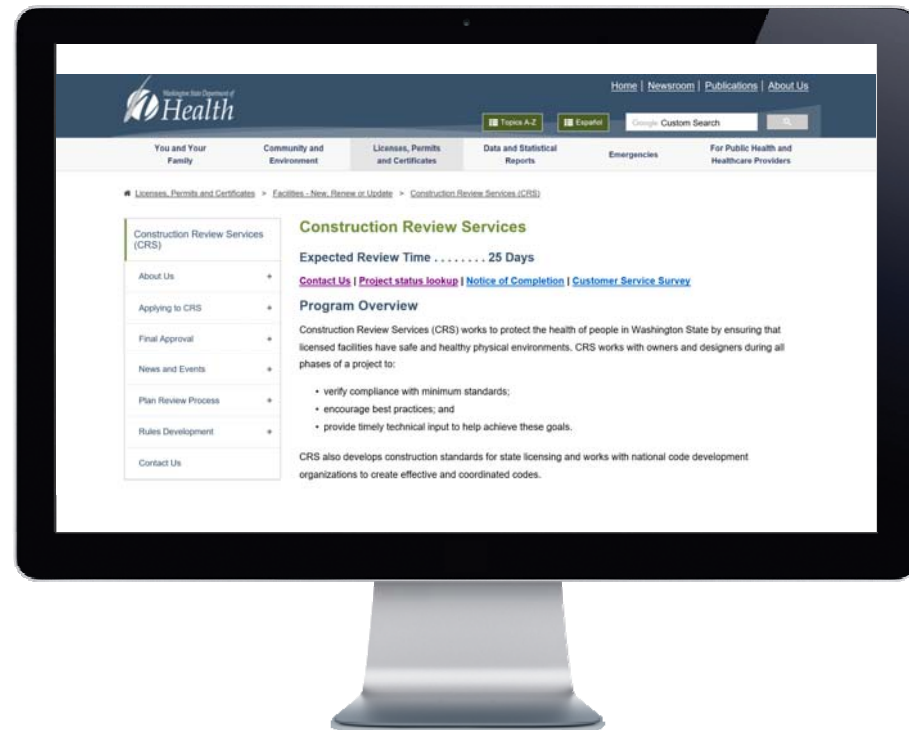 Washington State Department of
Health
Home | Newsroom | Publications | About Us
Topics A-Z
Español
Google Custom Search
You and Your
Family
Community and
Environment
Licenses, Permits
and Certificates
Data and Statistical
Reports
Emergencies
For Public Health and
Healthcare Providers
Licenses, Permits and Certificates > Facilities - New, Renew or Update > Construction Review Services (CRS)
Construction Review Services
(CRS)
About Us +
Applying to CRS +
Final Approval +
News and Events +
Plan Review Process +
Rules Development +
Contact Us
Construction Review Services
Expected Review Time . . . . . . . . 25 Days
Contact Us | Project status lookup | Notice of Completion | Customer Service Survey
Program Overview
Construction Review Services (CRS) works to protect the health of people in Washington State by ensuring that
licensed facilities have safe and healthy physical environments. CRS works with owners and designers during all
phases of a project to:
• verify compliance with minimum standards;
• encourage best practices; and
• provide timely technical input to help achieve these goals.
CRS also develops construction standards for state licensing and works with national code development
organizations to create effective and coordinated codes.